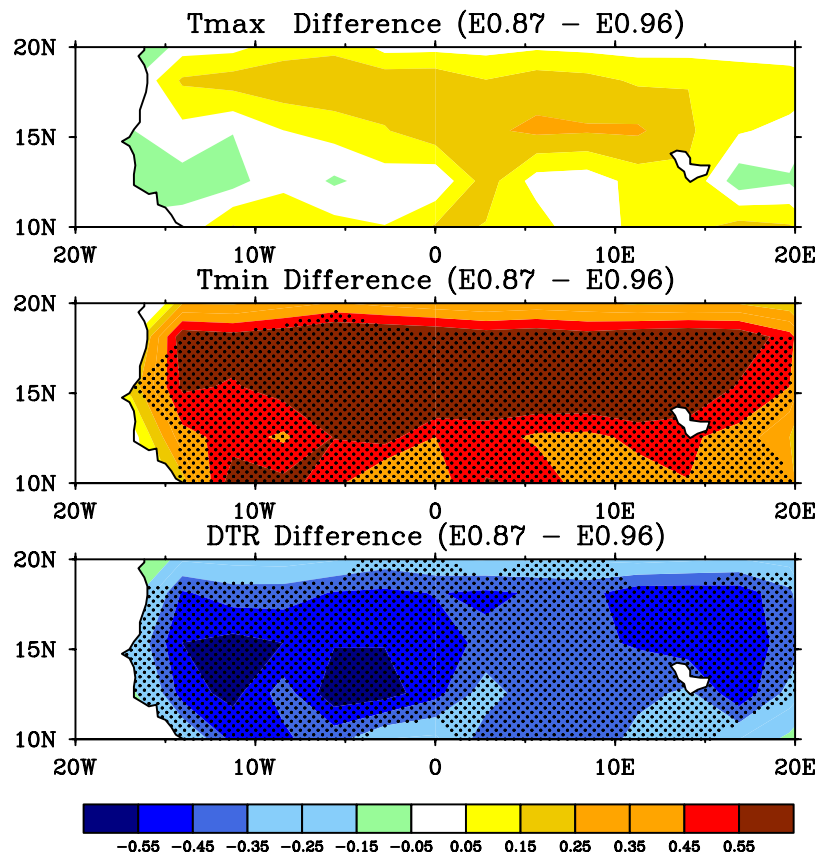 Tmax Difference (E0.87 − E0.96)
20N
15N
10N
20W 10W 0 10E 20E
Tmin Difference (E0.87 − E0.96)
20N
15N
10N
20W 10W 0 10E 20E
DTR Difference (E0.87 − E0.96)
20N
15N
10N
20W 10W 0 10E 20E
−0.55 −0.45 −0.35 −0.25 −0.15 −0.05 0.05 0.15 0.25 0.35 0.45 0.55